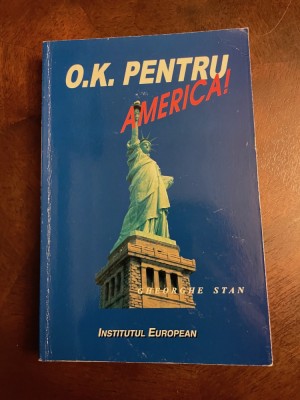 O.K. PENTRU
AMERICA!
GHEORGHE STAN
INSTITUTUL EUROPEAN